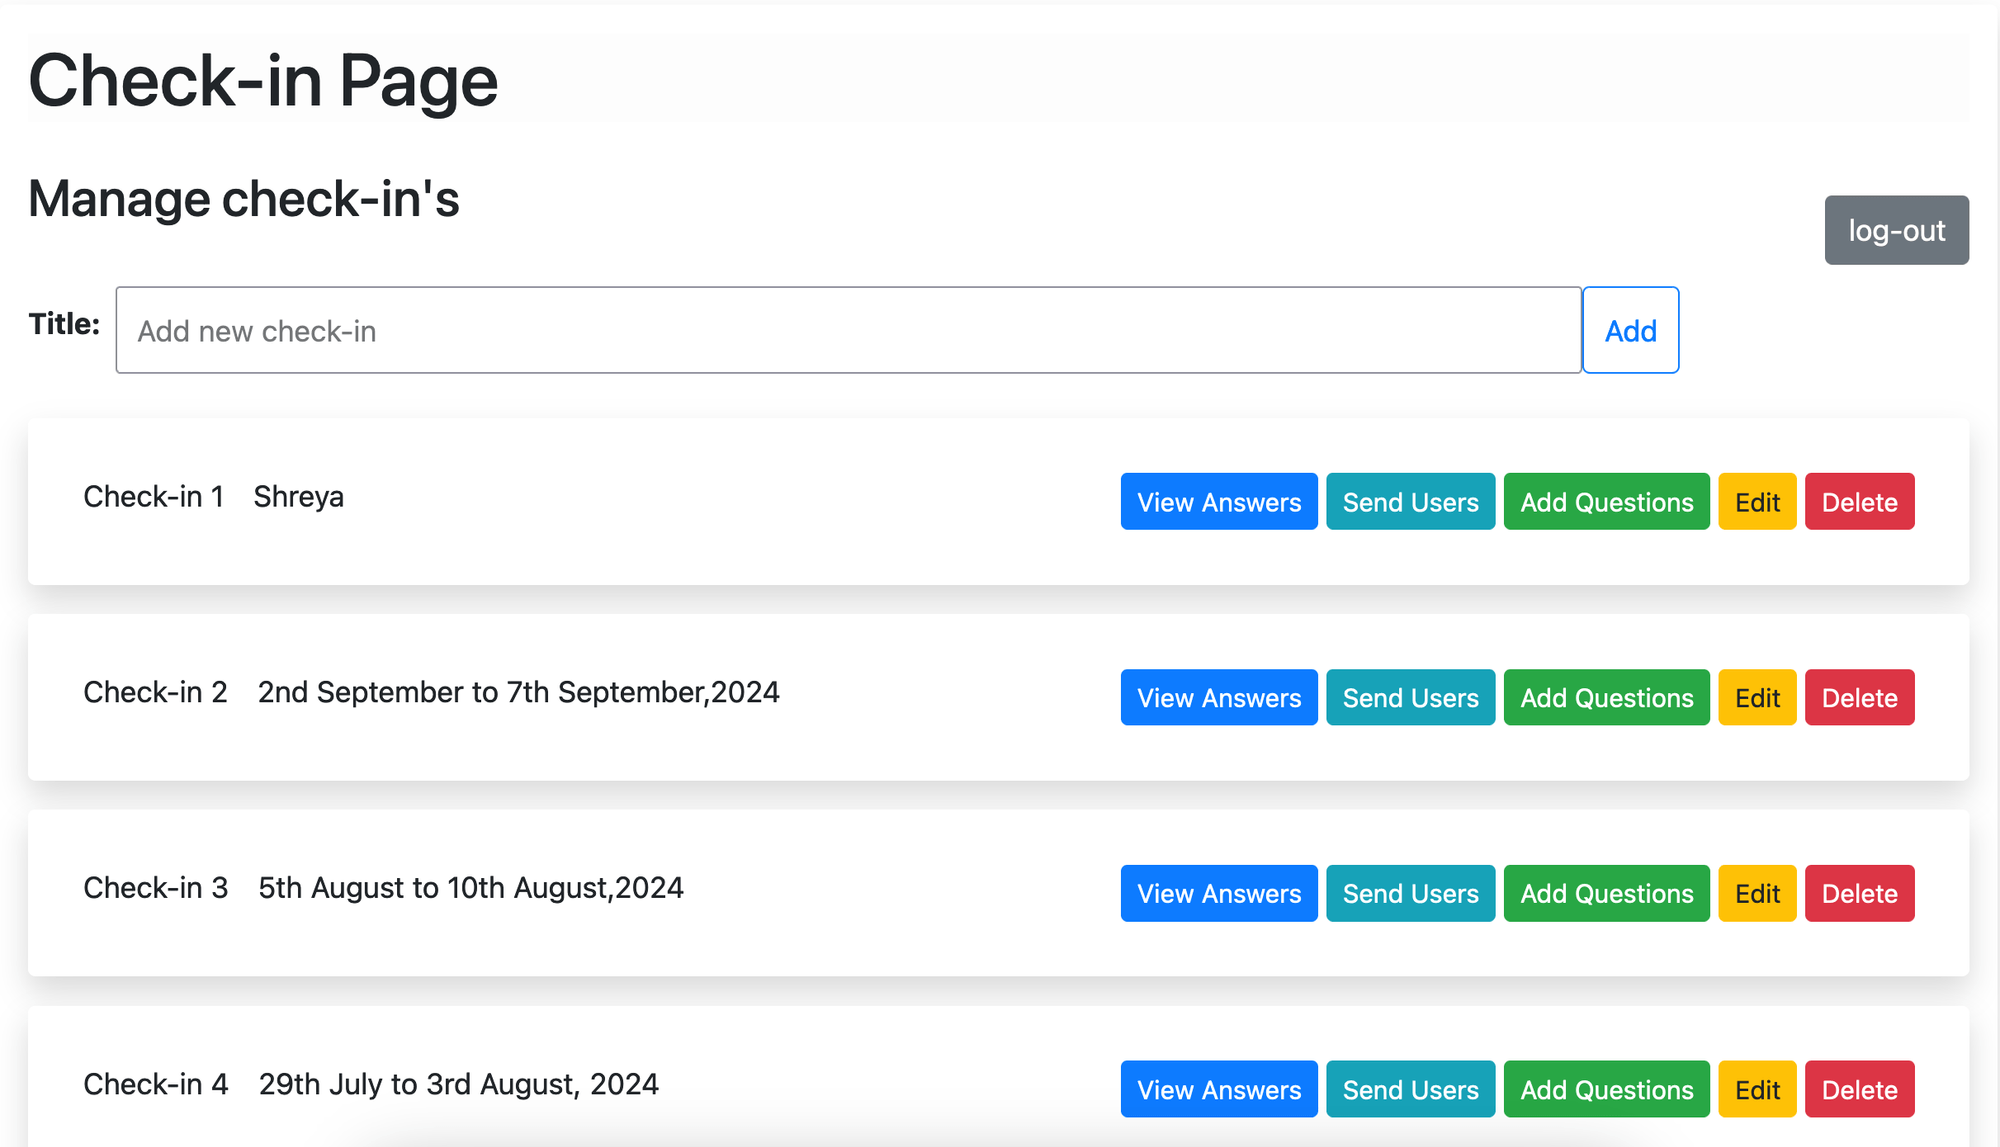 Check-in Page
Manage check-in's
log-out
Title: Add new check-in Add
Check-in 1 Shreya View Answers Send Users Add Questions Edit Delete
Check-in 2 2nd September to 7th September,2024 View Answers Send Users Add Questions Edit Delete
Check-in 3 5th August to 10th August,2024 View Answers Send Users Add Questions Edit Delete
Check-in 4 29th July to 3rd August, 2024 View Answers Send Users Add Questions Edit Delete